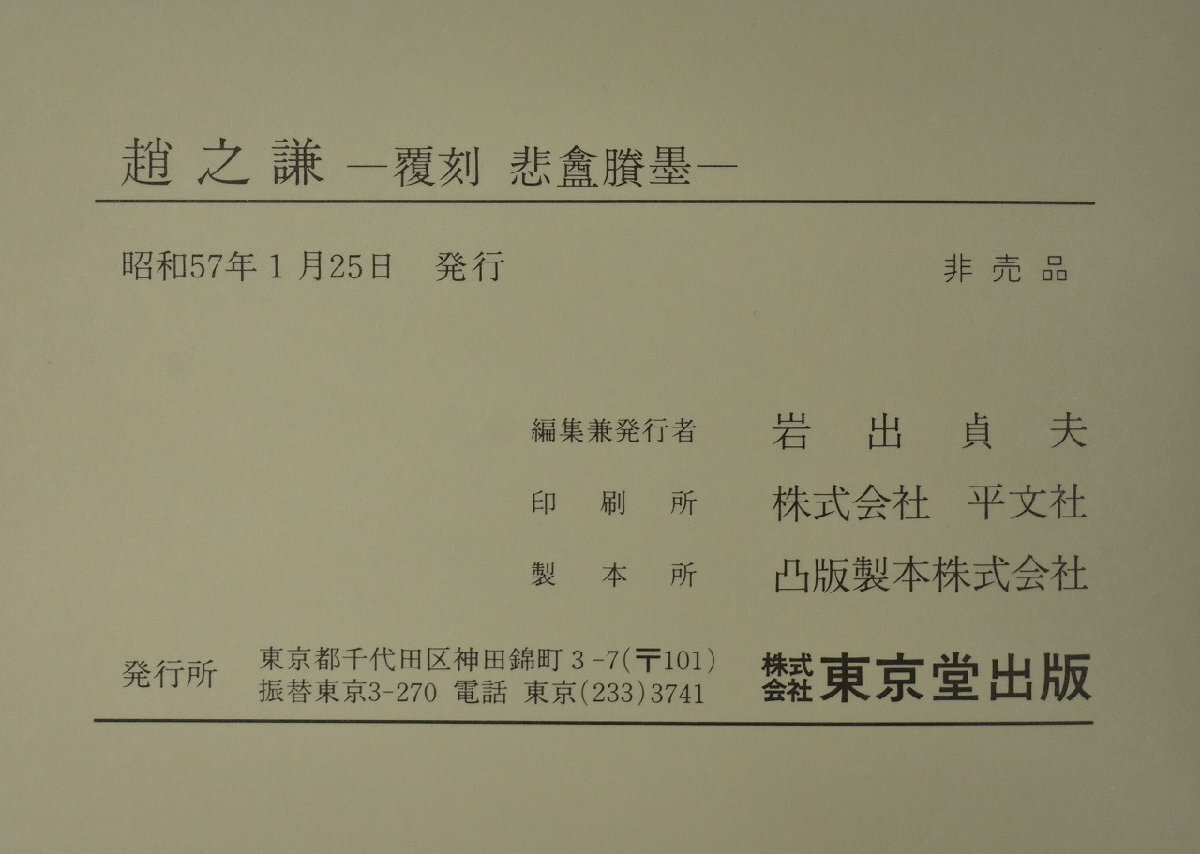 趙之謙 ―覆刻 悲盦賸墨―
昭和57年1月25日 発行 非売品
編集兼発行者 岩出貞夫
印刷所 株式会社 平文社
製本所 凸版製本株式会社
発行所 東京都千代田区神田錦町3-7(〒101) 株式会社 東京堂出版
振替東京3-270 電話 東京(233)3741